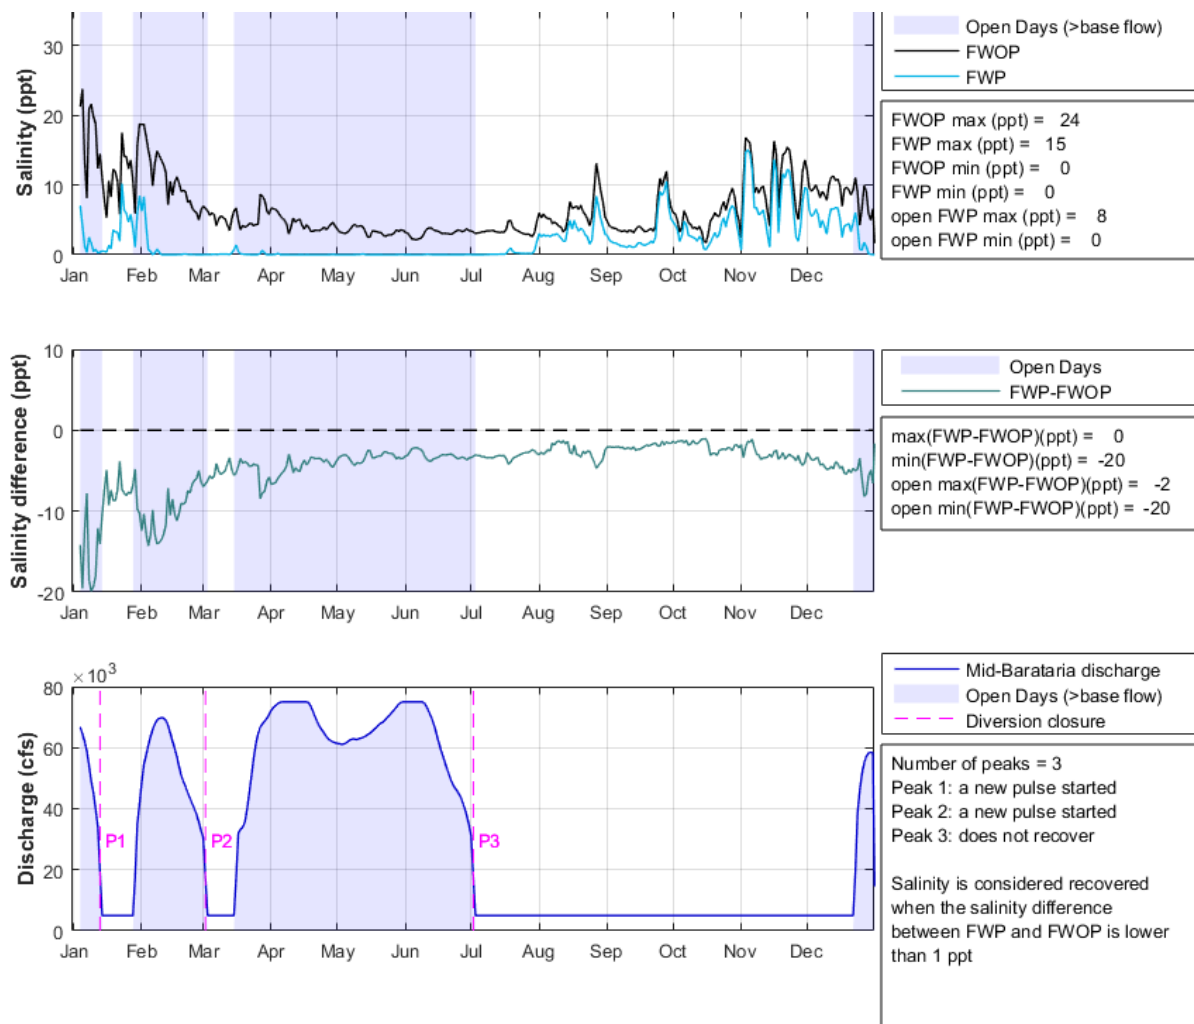 30
20
10
0
Salinity (ppt)
Jan Feb Mar Apr May Jun Jul Aug Sep Oct Nov Dec
Open Days (>base flow)
FWOP
FWP
FWOP max (ppt) = 24
FWP max (ppt) = 15
FWOP min (ppt) = 0
FWP min (ppt) = 0
open FWP max (ppt) = 8
open FWP min (ppt) = 0
10
0
-10
-20
Salinity difference (ppt)
Jan Feb Mar Apr May Jun Jul Aug Sep Oct Nov Dec
Open Days
FWP-FWOP
max(FWP-FWOP)(ppt) = 0
min(FWP-FWOP)(ppt) = -20
open max(FWP-FWOP)(ppt) = -2
open min(FWP-FWOP)(ppt) = -20
×10³
80
60
40
20
0
Discharge (cfs)
P1 P2 P3
Jan Feb Mar Apr May Jun Jul Aug Sep Oct Nov Dec
Mid-Barataria discharge
Open Days (>base flow)
Diversion closure
Number of peaks = 3
Peak 1: a new pulse started
Peak 2: a new pulse started
Peak 3: does not recover
Salinity is considered recovered
when the salinity difference
between FWP and FWOP is lower
than 1 ppt